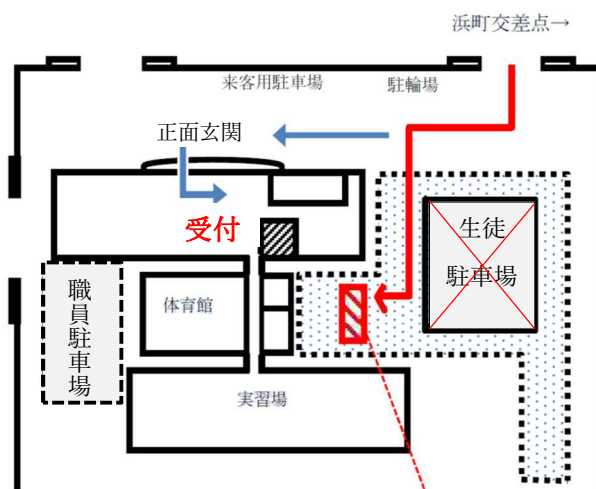 浜町交差点→
来客用駐車場
駐輪場
正面玄関
受付
生徒
駐車場
職員駐車場
体育館
実習場